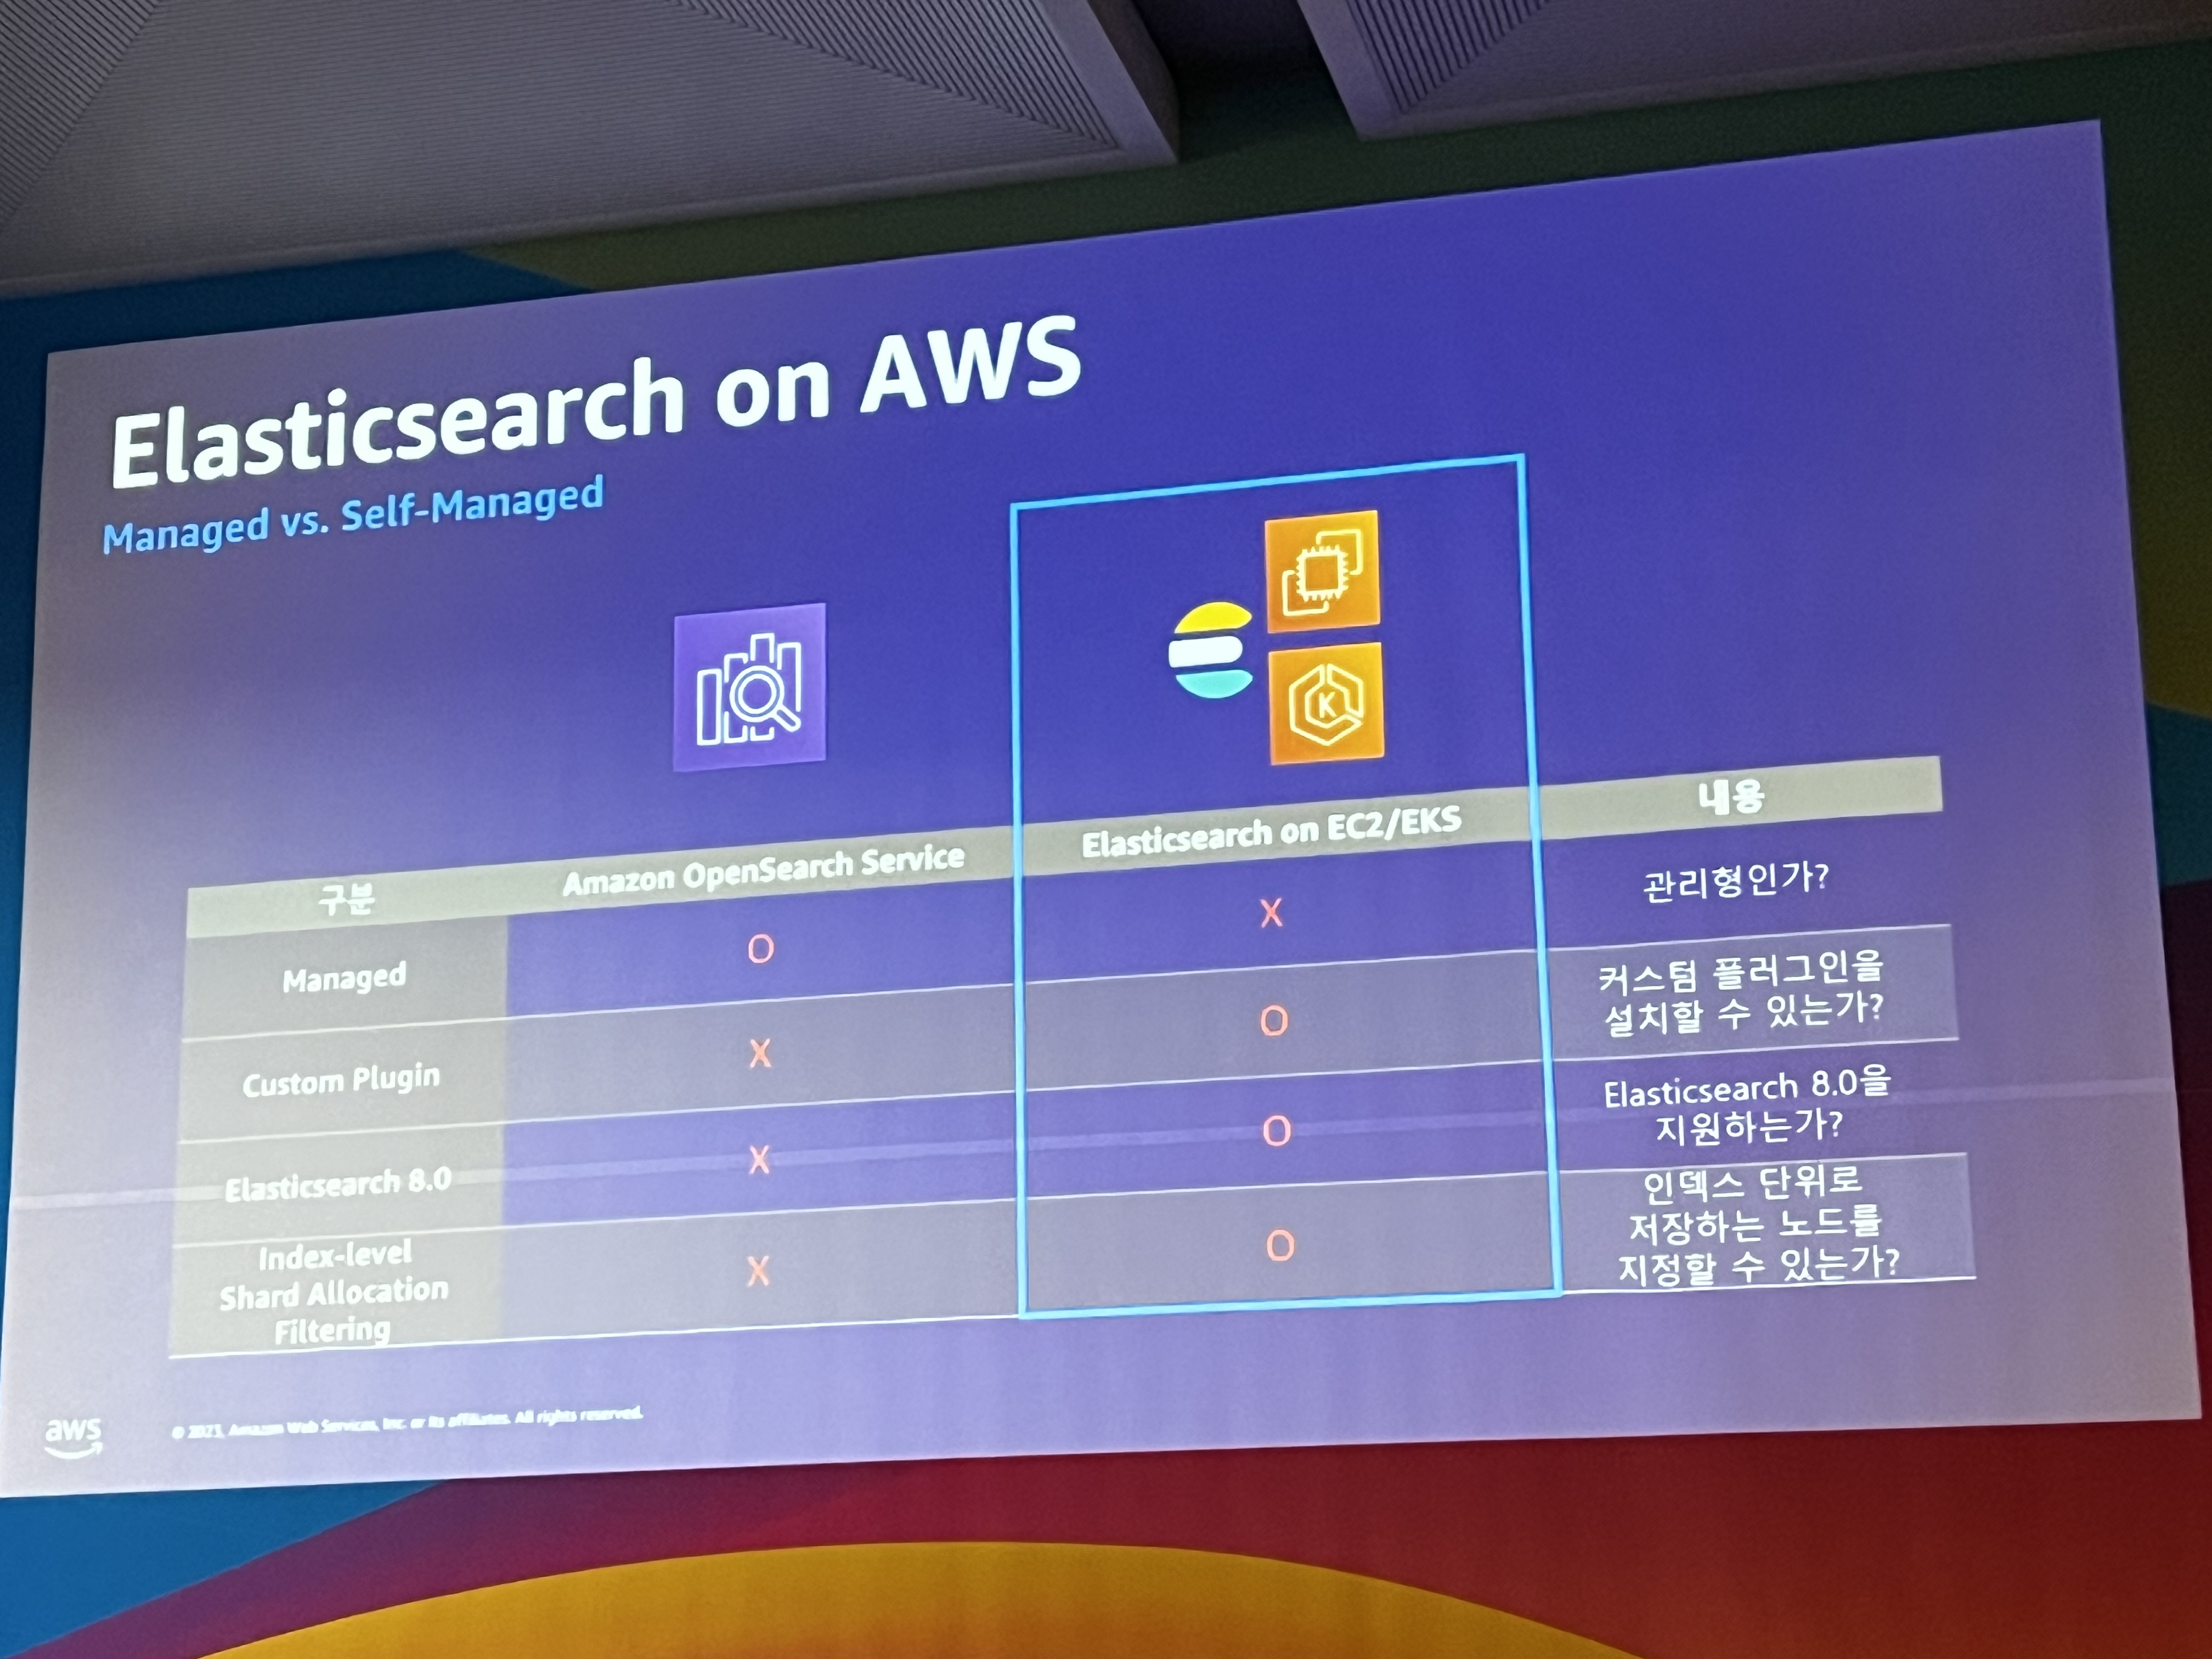 Elasticsearch on AWS
Managed vs. Self-Managed
K
구분 Amazon OpenSearch Service Elasticsearch on EC2/EKS 내용
Managed O X 관리형인가?
Custom Plugin X O 커스텀 플러그인을
설치할 수 있는가?
Elasticsearch 8.0 X O Elasticsearch 8.0을
지원하는가?
Index-level
Shard Allocation
Filtering X O 인덱스 단위로
저장하는 노드를
지정할 수 있는가?
aws © 2023, Amazon Web Services, Inc. or its affiliates. All rights reserved.